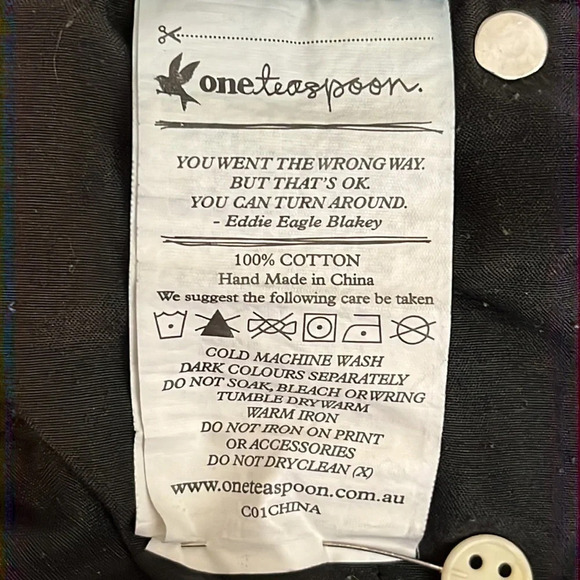 oneteaspoon.
YOU WENT THE WRONG WAY.
BUT THAT'S OK.
YOU CAN TURN AROUND.
- Eddie Eagle Blakey
100% COTTON
Hand Made in China
We suggest the following care be taken
COLD MACHINE WASH
DARK COLOURS SEPARATELY
DO NOT SOAK, BLEACH OR WRING
TUMBLE DRY WARM
WARM IRON
DO NOT IRON ON PRINT
OR ACCESSORIES
DO NOT DRYCLEAN (X)
www.oneteaspoon.com.au
C01CHINA